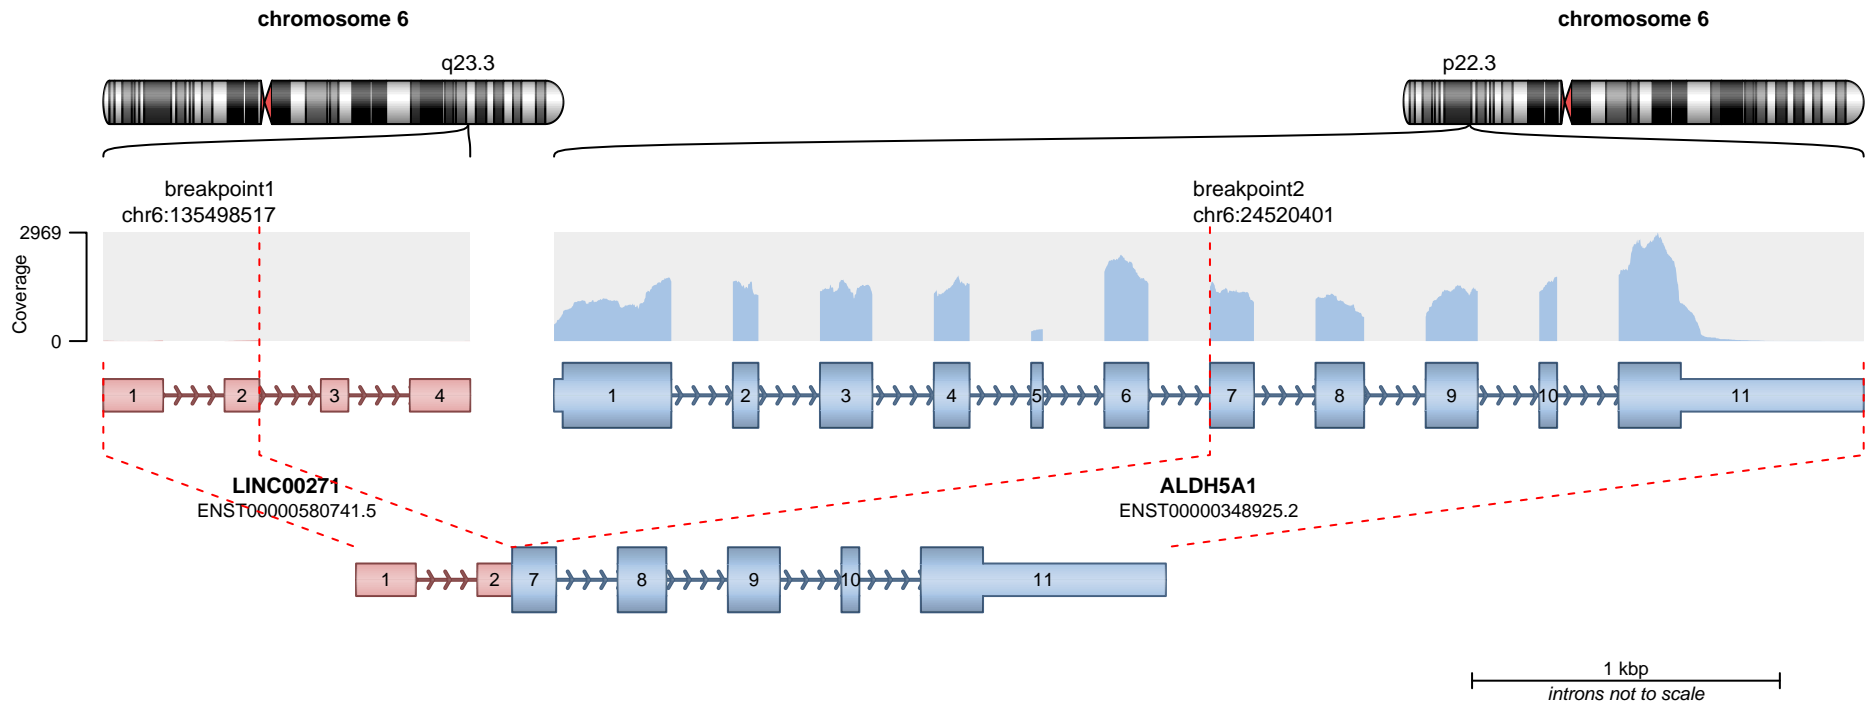 chromosome 6
chromosome 6
q23.3
p22.3
breakpoint1
chr6:135498517
breakpoint2
chr6:24520401
2969
Coverage
0
1 2 3 4
1 2 3 4 5 6 7 8 9 10 11
LINC00271
ENST00000580741.5
ALDH5A1
ENST00000348925.2
1 2 7 8 9 10 11
1 kbp
introns not to scale